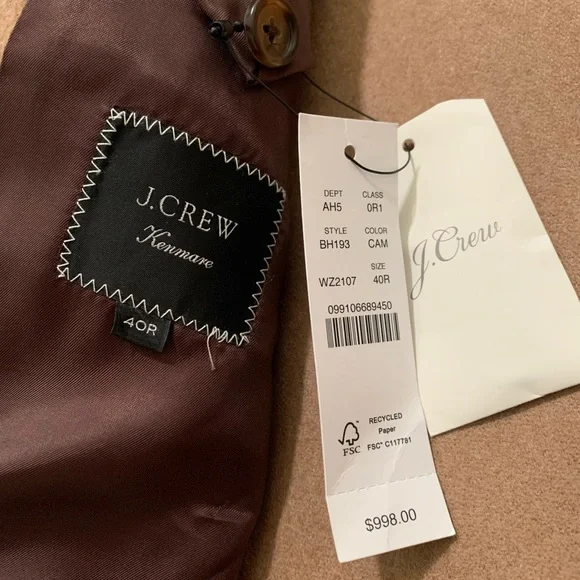 J.CREW
Kenmare
40R
DEPT CLASS
AH5 0R1
STYLE COLOR
BH193 CAM
SIZE
WZ2107 40R
099106689450
FSC
RECYCLED
Paper
FSC® C117781
$998.00
J.Crew